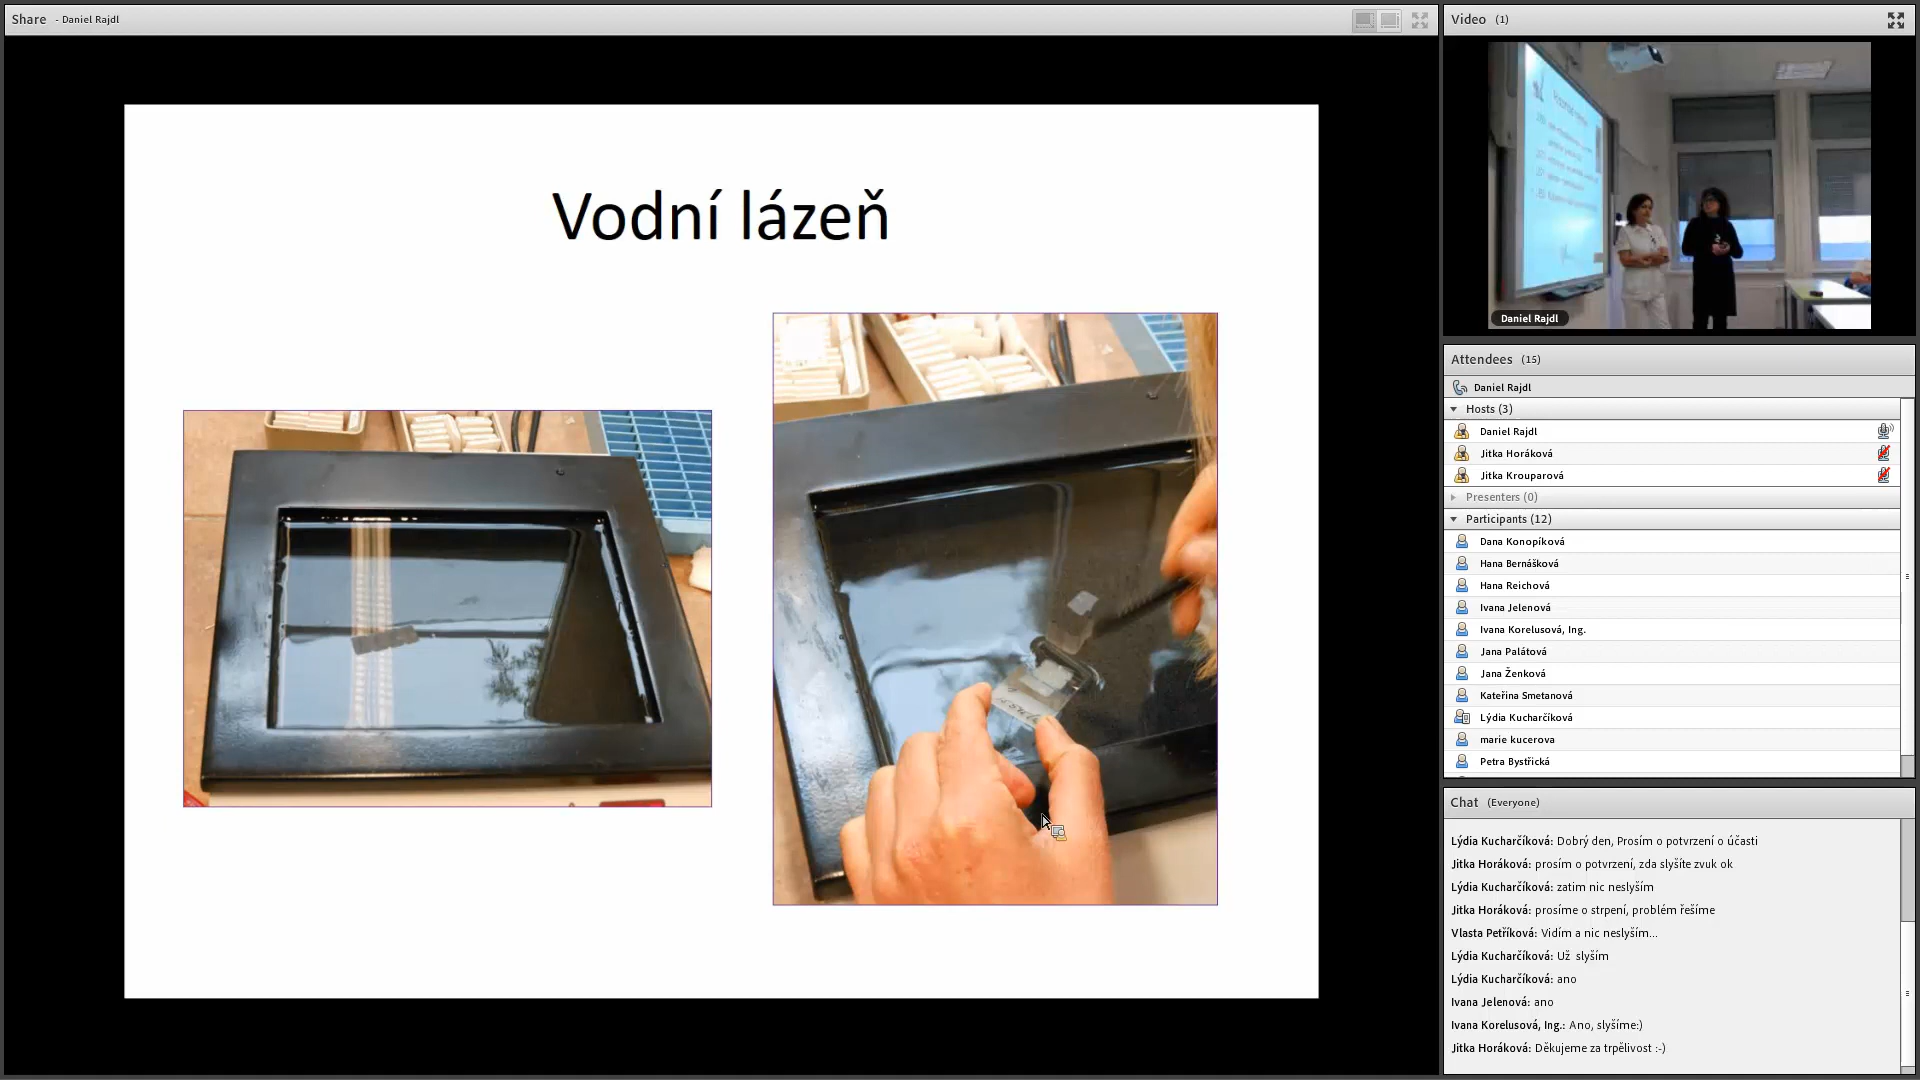 Share - Daniel Rajdl
Vodní lázeň
Video (1)
Daniel Rajdl
Attendees (15)
Daniel Rajdl
Hosts (3)
Daniel Rajdl
Jitka Horáková
Jitka Krouparová
Presenters (0)
Participants (12)
Dana Konopíková
Hana Bernášková
Hana Reichová
Ivana Jelenová
Ivana Korelusová, Ing.
Jana Palátová
Jana Ženková
Kateřina Smetanová
Lýdia Kucharčíková
marie kucerova
Petra Bystřická
Chat (Everyone)
Lýdia Kucharčíková: Dobrý den, Prosím o potvrzení o účasti
Jitka Horáková: prosím o potvrzení, zda slyšíte zvuk ok
Lýdia Kucharčíková: zatim nic neslyším
Jitka Horáková: prosíme o strpení, problém řešíme
Vlasta Petříková: Vidím a nic neslyším...
Lýdia Kucharčíková: Už slyším
Lýdia Kucharčíková: ano
Ivana Jelenová: ano
Ivana Korelusová, Ing.: Ano, slyšíme:)
Jitka Horáková: Děkujeme za trpělivost :-)